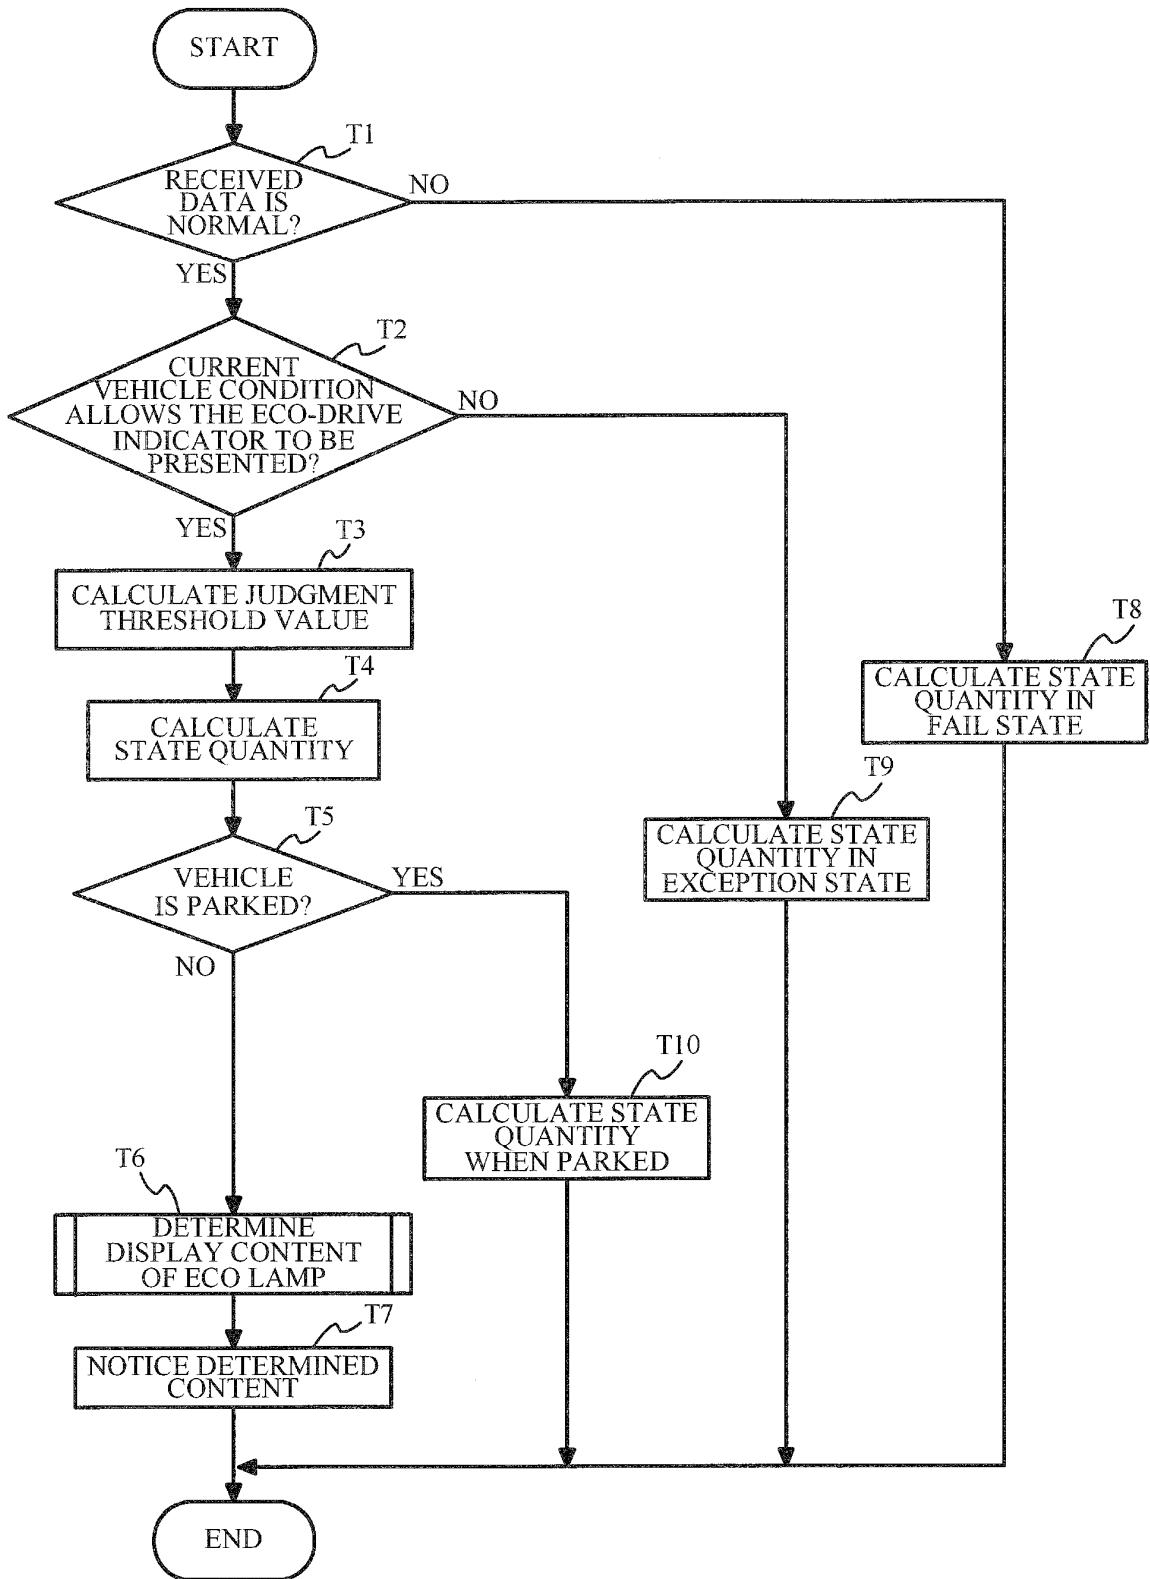 START
T1
RECEIVED
DATA IS
NORMAL?
NO
YES
T2
CURRENT
VEHICLE CONDITION
ALLOWS THE ECO-DRIVE
INDICATOR TO BE
PRESENTED?
NO
YES
T3
CALCULATE JUDGMENT
THRESHOLD VALUE
T4
CALCULATE
STATE QUANTITY
T8
CALCULATE STATE
QUANTITY IN
FAIL STATE
T9
CALCULATE STATE
QUANTITY IN
EXCEPTION STATE
T5
VEHICLE
IS PARKED?
YES
NO
T10
CALCULATE STATE
QUANTITY
WHEN PARKED
T6
DETERMINE
DISPLAY CONTENT
OF ECO LAMP
T7
NOTICE DETERMINED
CONTENT
END